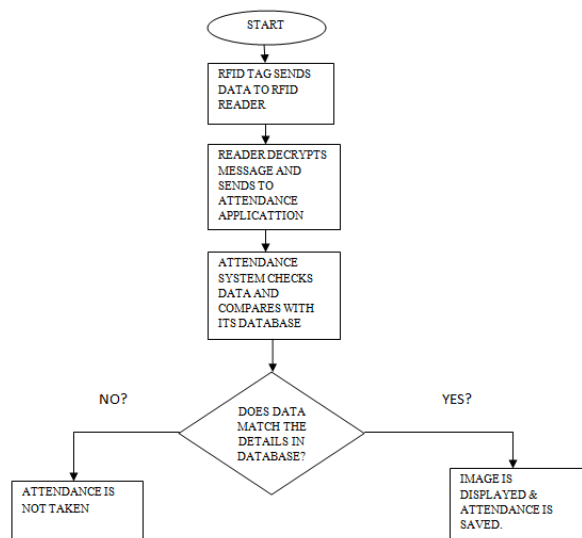 START
RFID TAG SENDS
DATA TO RFID
READER
READER DECRYPTS
MESSAGE AND
SENDS TO
ATTENDANCE
APPLICATTION
ATTENDANCE
SYSTEM CHECKS
DATA AND
COMPARES WITH
ITS DATABASE
NO?
YES?
DOES DATA
MATCH THE
DETAILS IN
DATABASE?
ATTENDANCE IS
NOT TAKEN
IMAGE IS
DISPLAYED &
ATTENDANCE IS
SAVED.